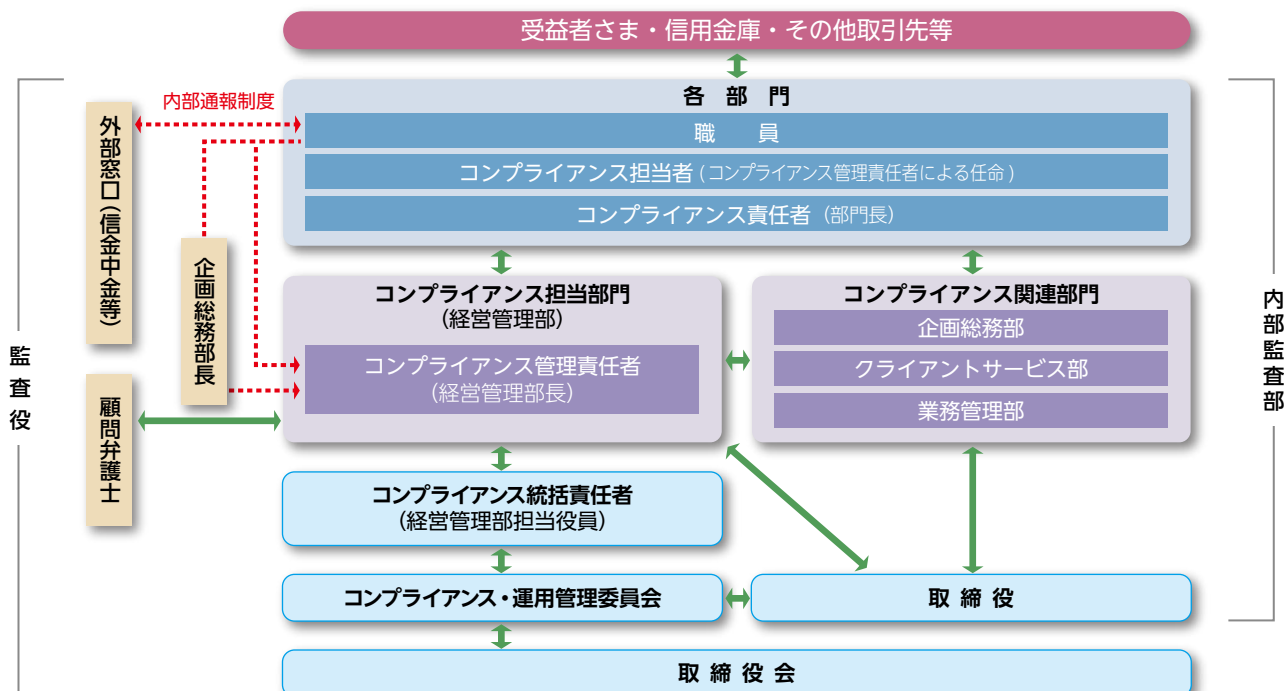 受益者さま・信用金庫・その他取引先等
内部通報制度
各部門
職員
コンプライアンス担当者(コンプライアンス管理責任者による任命)
コンプライアンス責任者(部門長)
外部窓口(信金中金等)
企画総務部長
顧問弁護士
監査役
内部監査部
コンプライアンス担当部門
(経営管理部)
コンプライアンス管理責任者
(経営管理部長)
コンプライアンス関連部門
企画総務部
クライアントサービス部
業務管理部
コンプライアンス統括責任者
(経営管理部担当役員)
コンプライアンス・運用管理委員会
取締役
取締役会